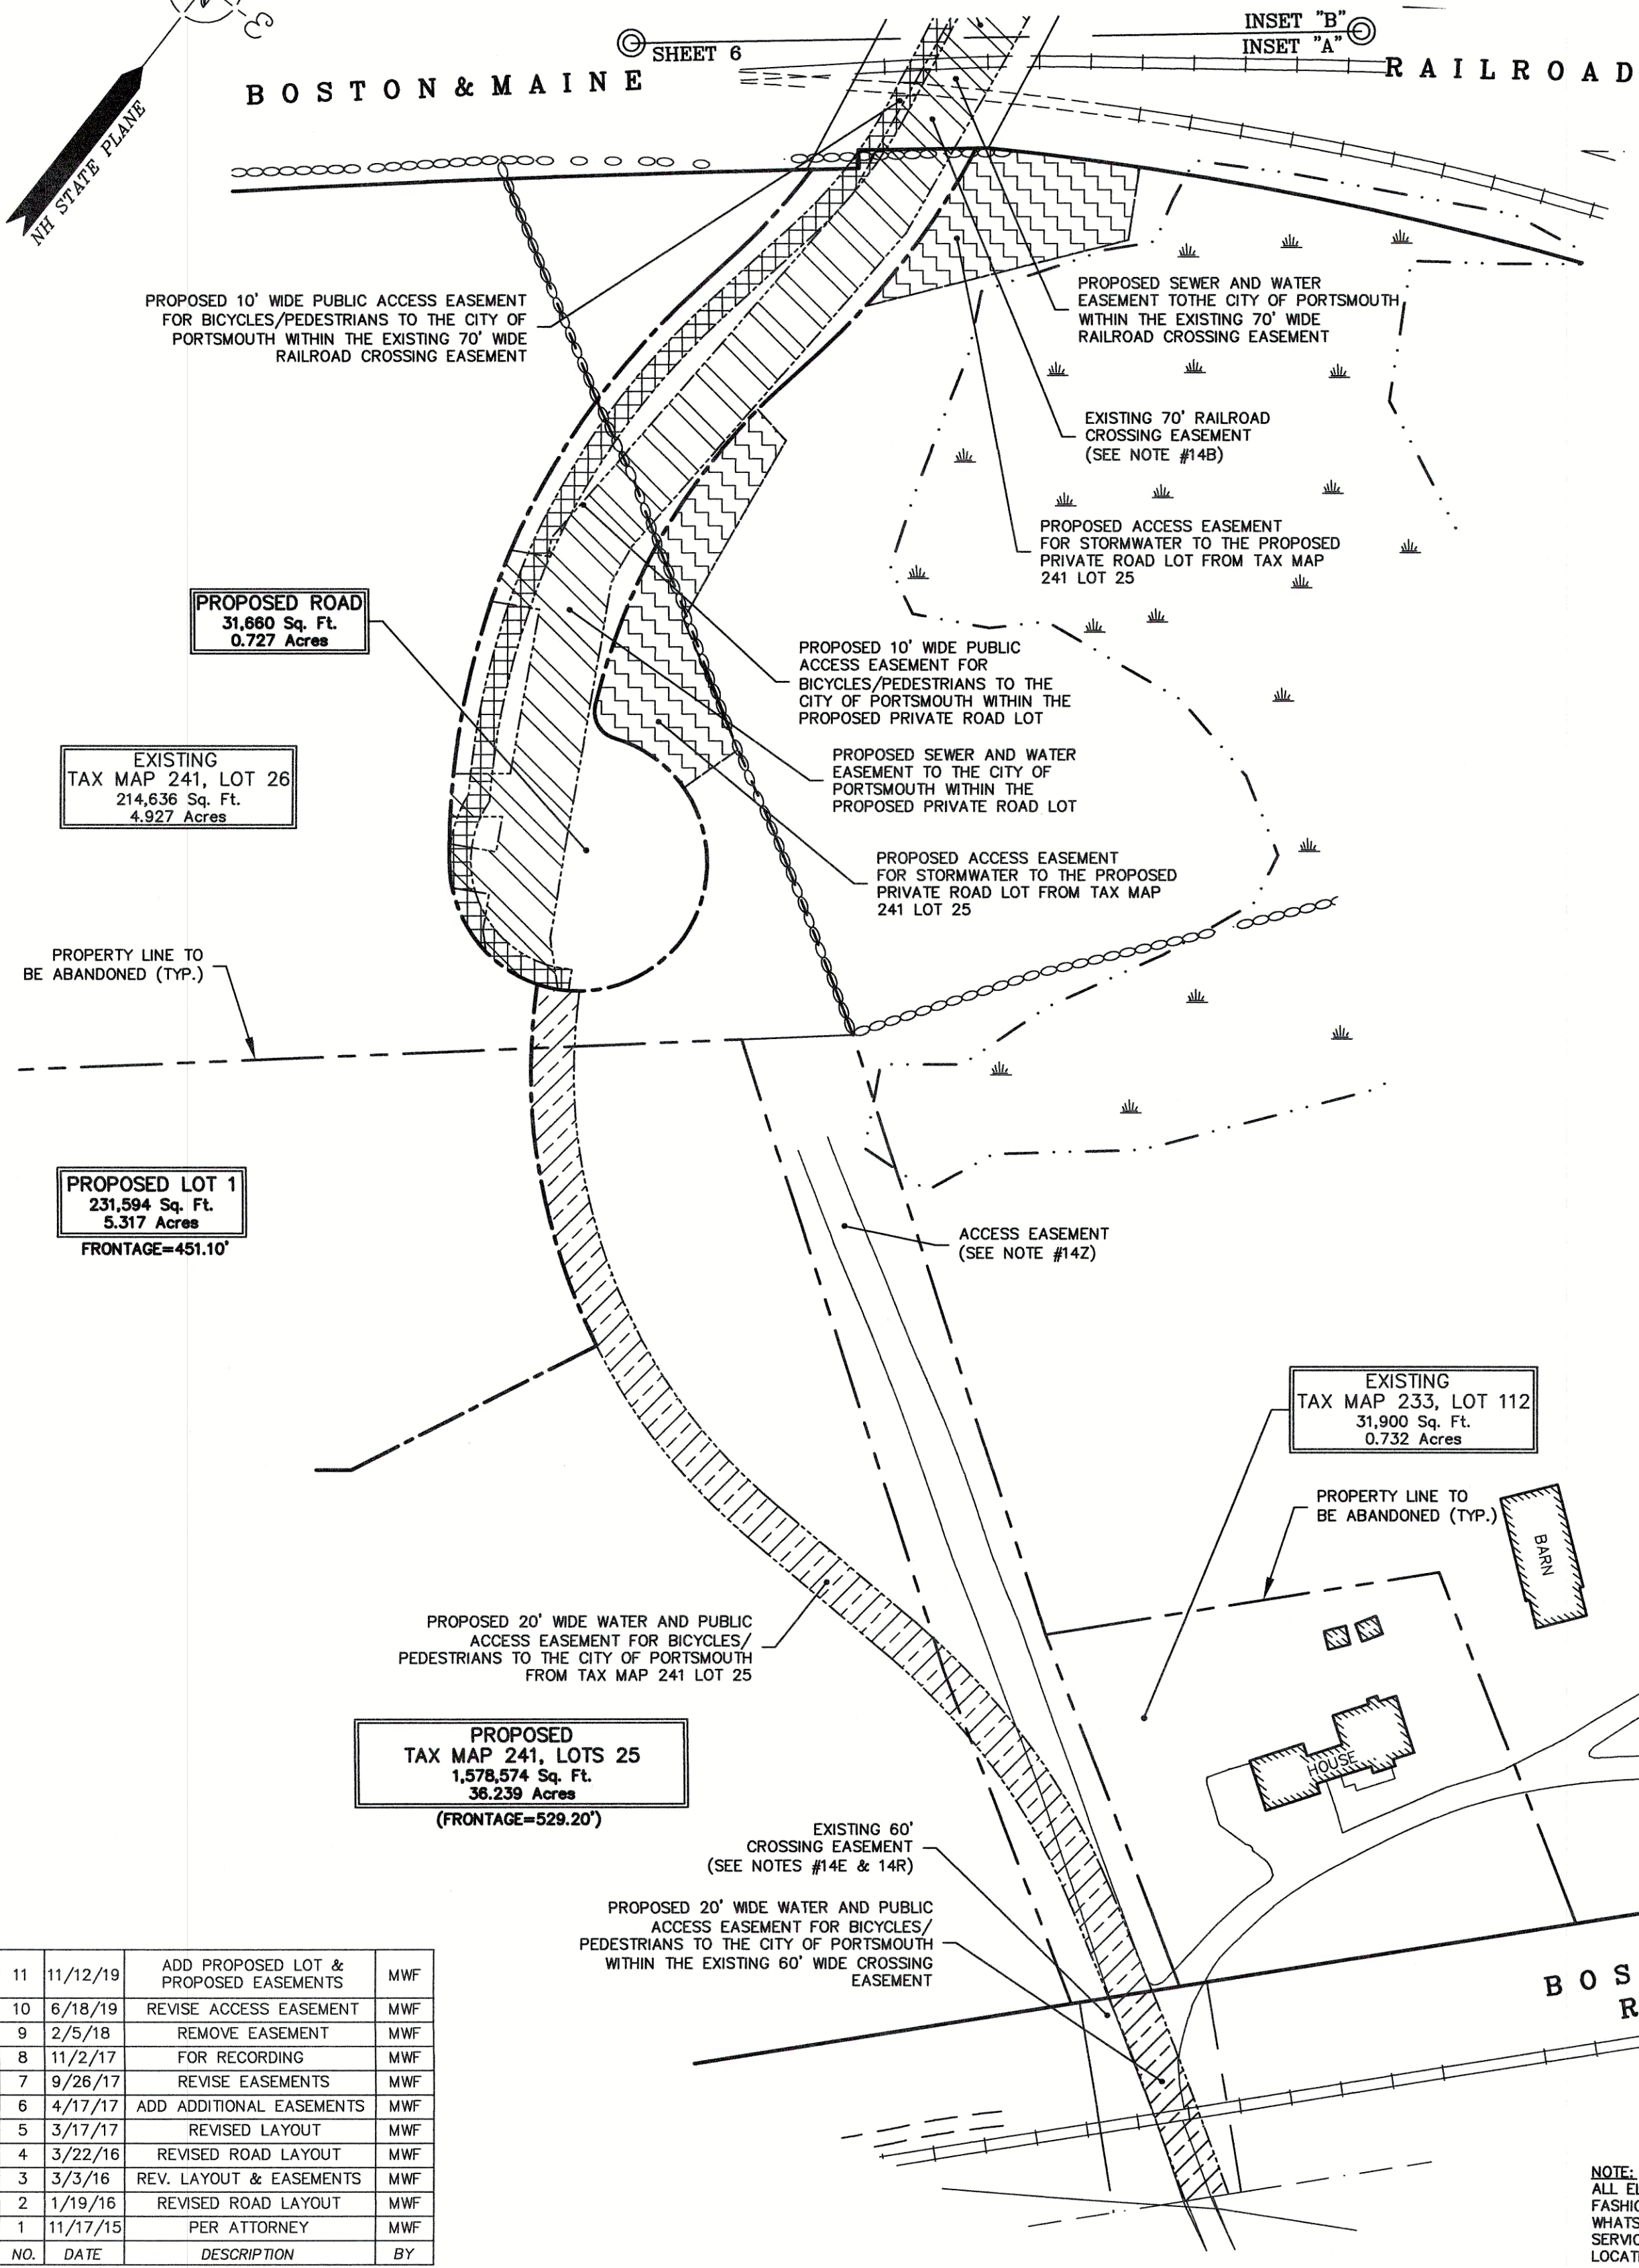 INSET "B"
SHEET 6
INSET "A"
BOSTON & MAINE
RAILROAD
NH STATE PLANE
PROPOSED 10' WIDE PUBLIC ACCESS EASEMENT
FOR BICYCLES/PEDESTRIANS TO THE CITY OF
PORTSMOUTH WITHIN THE EXISTING 70' WIDE
RAILROAD CROSSING EASEMENT
PROPOSED SEWER AND WATER
EASEMENT TOTHE CITY OF PORTSMOUTH
WITHIN THE EXISTING 70' WIDE
RAILROAD CROSSING EASEMENT
EXISTING 70' RAILROAD
CROSSING EASEMENT
(SEE NOTE #14B)
PROPOSED ACCESS EASEMENT
FOR STORMWATER TO THE PROPOSED
PRIVATE ROAD LOT FROM TAX MAP
241 LOT 25
PROPOSED ROAD
31,660 Sq. Ft.
0.727 Acres
PROPOSED 10' WIDE PUBLIC
ACCESS EASEMENT FOR
BICYCLES/PEDESTRIANS TO THE
CITY OF PORTSMOUTH WITHIN THE
PROPOSED PRIVATE ROAD LOT
EXISTING
TAX MAP 241, LOT 26
214,636 Sq. Ft.
4.927 Acres
PROPOSED SEWER AND WATER
EASEMENT TO THE CITY OF
PORTSMOUTH WITHIN THE
PROPOSED PRIVATE ROAD LOT
PROPOSED ACCESS EASEMENT
FOR STORMWATER TO THE PROPOSED
PRIVATE ROAD LOT FROM TAX MAP
241 LOT 25
PROPERTY LINE TO
BE ABANDONED (TYP.)
PROPOSED LOT 1
231,594 Sq. Ft.
5.317 Acres
FRONTAGE=451.10'
ACCESS EASEMENT
(SEE NOTE #14Z)
EXISTING
TAX MAP 233, LOT 112
31,900 Sq. Ft.
0.732 Acres
PROPERTY LINE TO
BE ABANDONED (TYP.)
BARN
PROPOSED 20' WIDE WATER AND PUBLIC
ACCESS EASEMENT FOR BICYCLES/
PEDESTRIANS TO THE CITY OF PORTSMOUTH
FROM TAX MAP 241 LOT 25
HOUSE
PROPOSED
TAX MAP 241, LOTS 25
1,578,574 Sq. Ft.
36.239 Acres
(FRONTAGE=529.20')
EXISTING 60'
CROSSING EASEMENT
(SEE NOTES #14E & 14R)
PROPOSED 20' WIDE WATER AND PUBLIC
ACCESS EASEMENT FOR BICYCLES/
PEDESTRIANS TO THE CITY OF PORTSMOUTH
WITHIN THE EXISTING 60' WIDE CROSSING
EASEMENT
BOS
R
11 11/12/19 ADD PROPOSED LOT & PROPOSED EASEMENTS MWF
10 6/18/19 REVISE ACCESS EASEMENT MWF
9 2/5/18 REMOVE EASEMENT MWF
8 11/2/17 FOR RECORDING MWF
7 9/26/17 REVISE EASEMENTS MWF
6 4/17/17 ADD ADDITIONAL EASEMENTS MWF
5 3/17/17 REVISED LAYOUT MWF
4 3/22/16 REVISED ROAD LAYOUT MWF
3 3/3/16 REV. LAYOUT & EASEMENTS MWF
2 1/19/16 REVISED ROAD LAYOUT MWF
1 11/17/15 PER ATTORNEY MWF
NO. DATE DESCRIPTION BY
NOTE:
ALL
FASHIO
WHATS
SERVIC
LOCAT